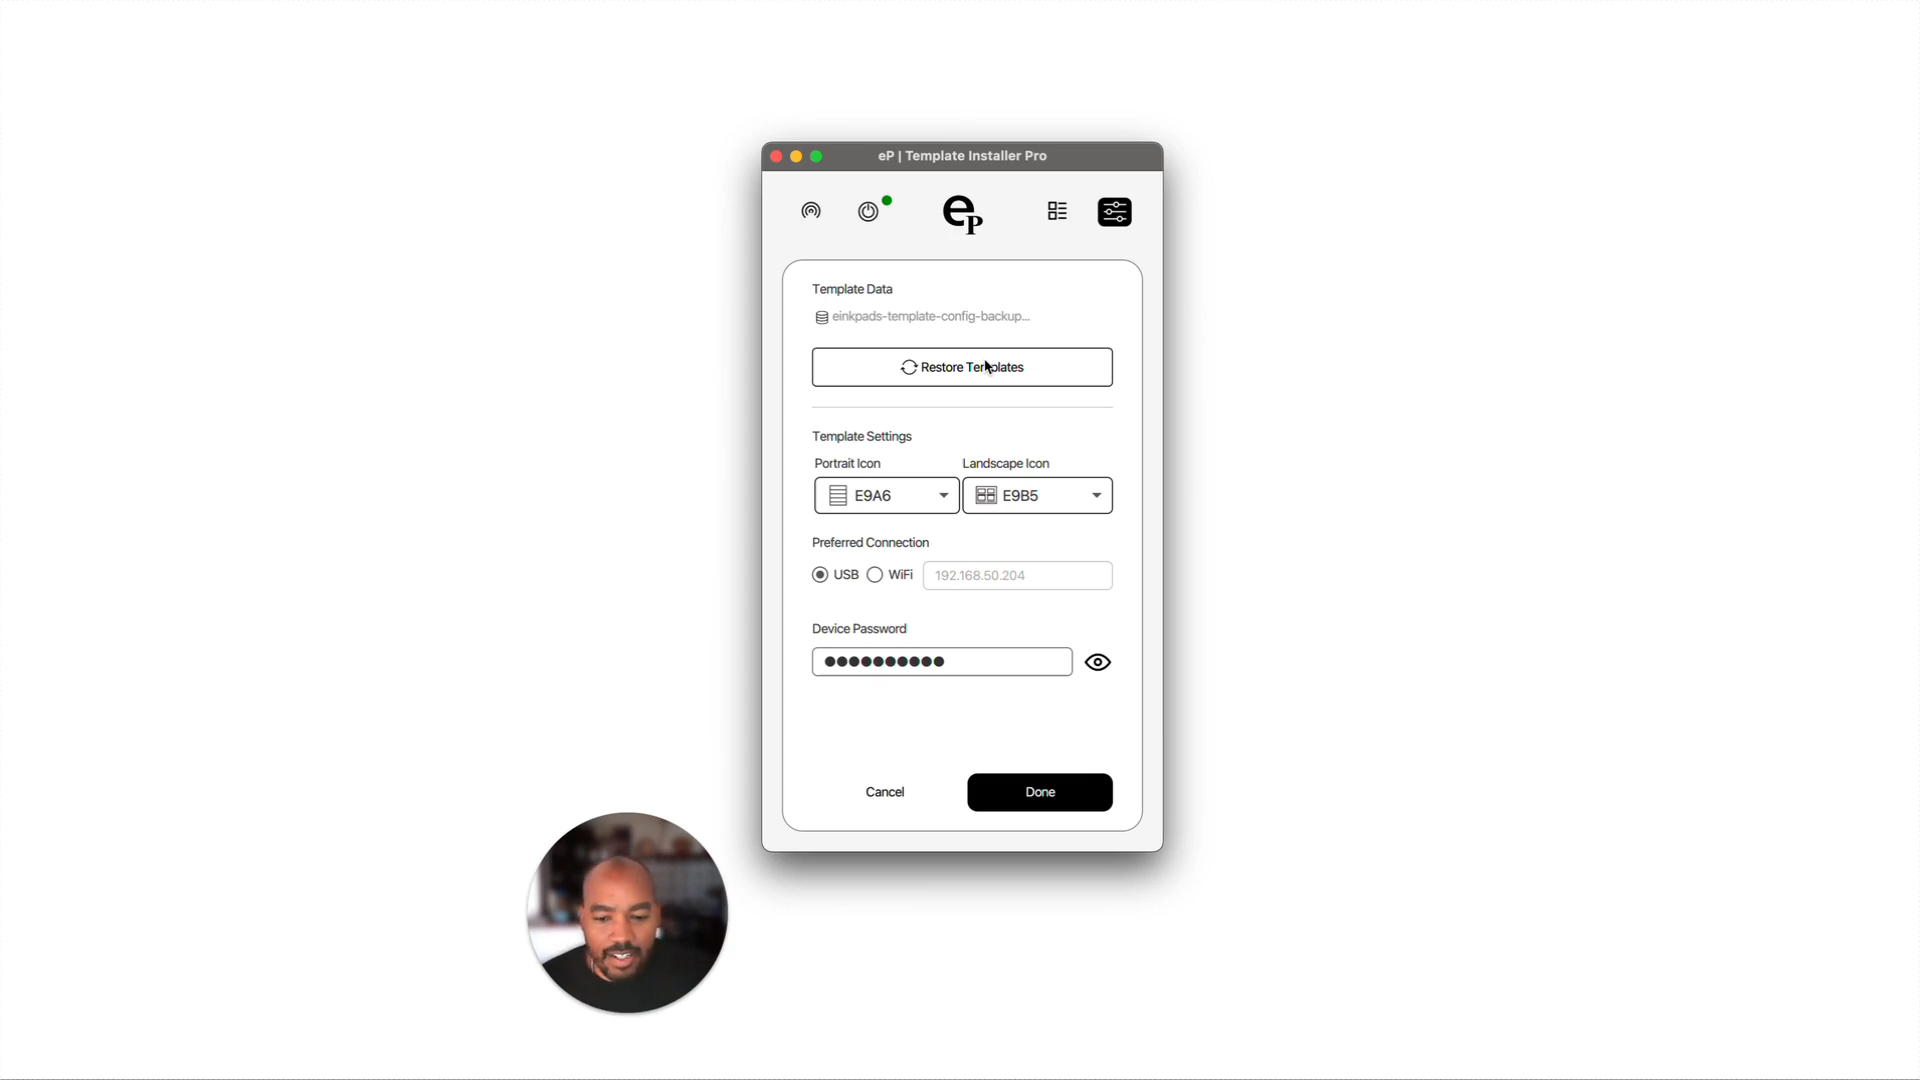 eP | Template Installer Pro
eP
Template Data
einkpads-template-config-backup...
Restore Templates
Template Settings
Portrait Icon
Landscape Icon
E9A6
E9B5
Preferred Connection
USB
WiFi
192.168.50.204
Device Password
Cancel
Done